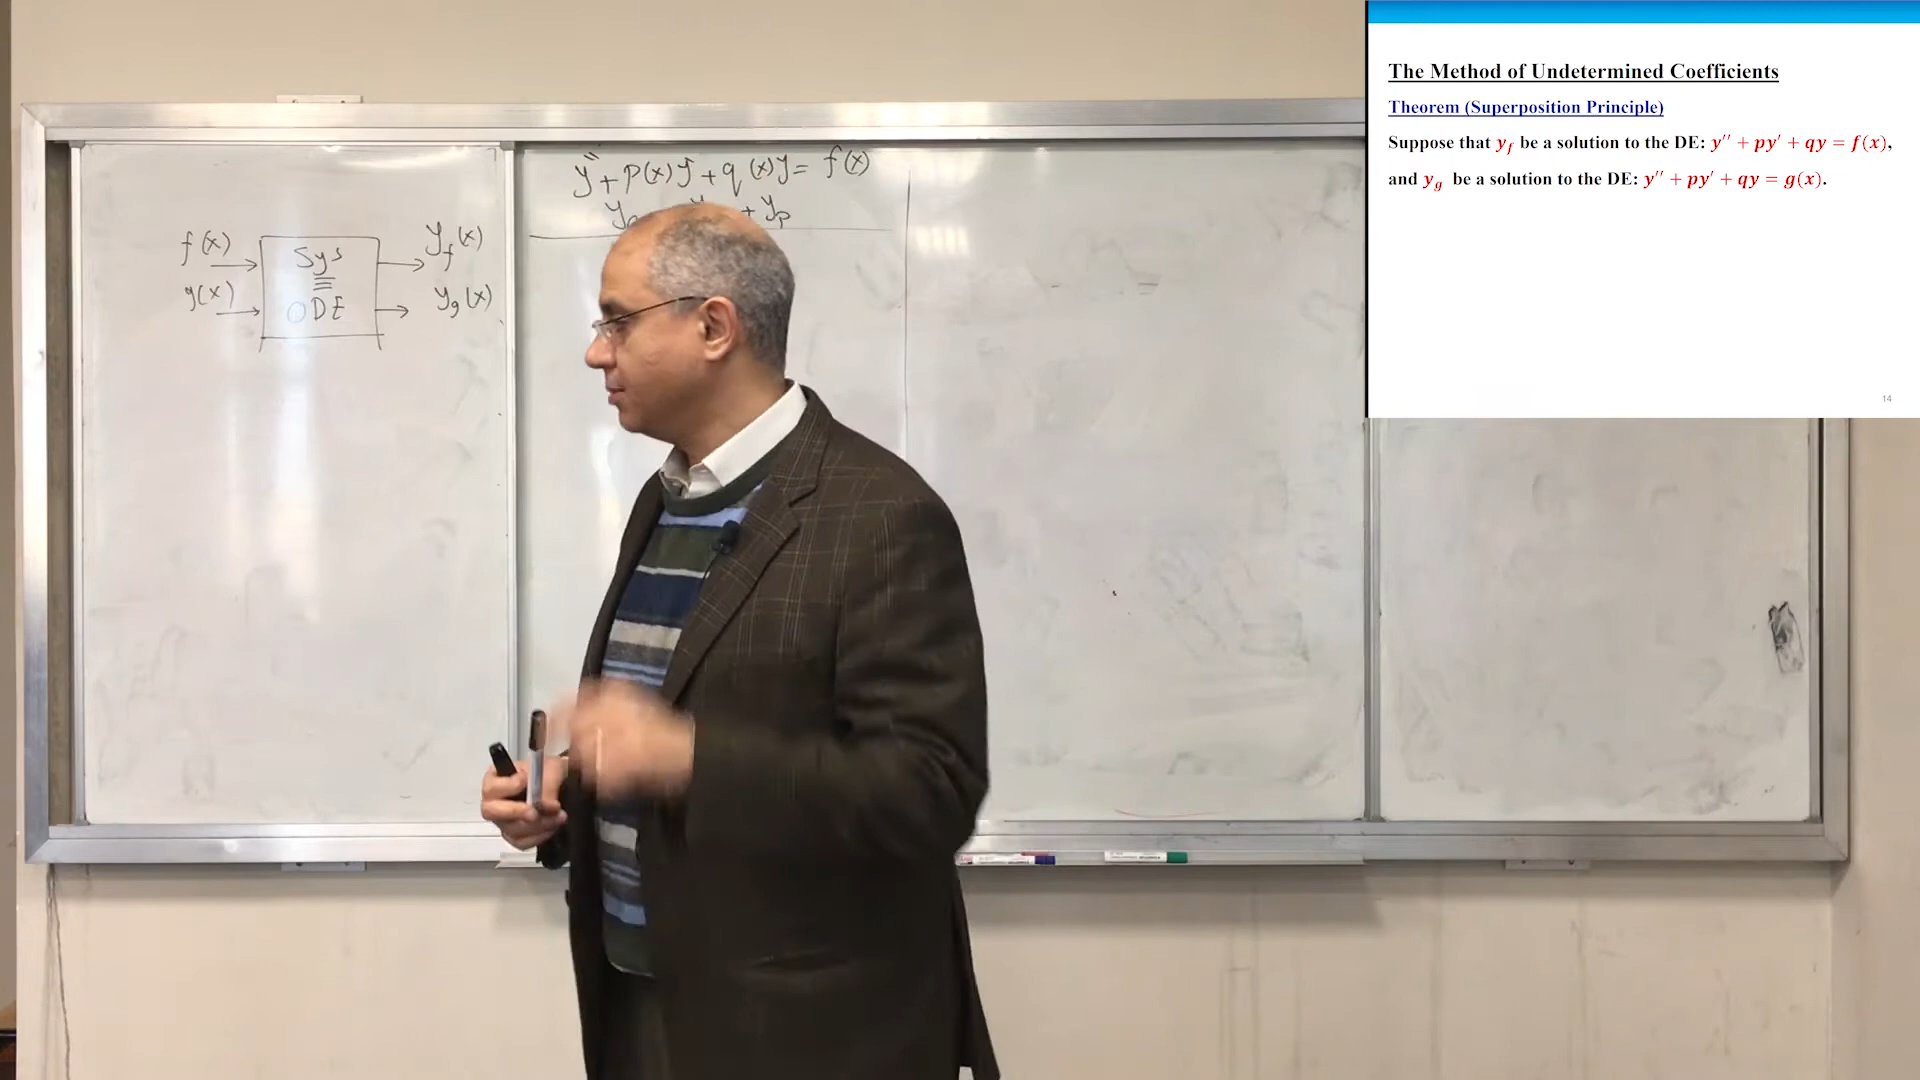 The Method of Undetermined Coefficients
Theorem (Superposition Principle)
Suppose that y_f be a solution to the DE: y'' + py' + qy = f(x),
and y_g be a solution to the DE: y'' + py' + qy = g(x).
14
y'' + p(x)y' + q(x)y = f(x)
+ y_p
f(x)
Sys
y_f(x)
≡
g(x)
ODE
y_g(x)